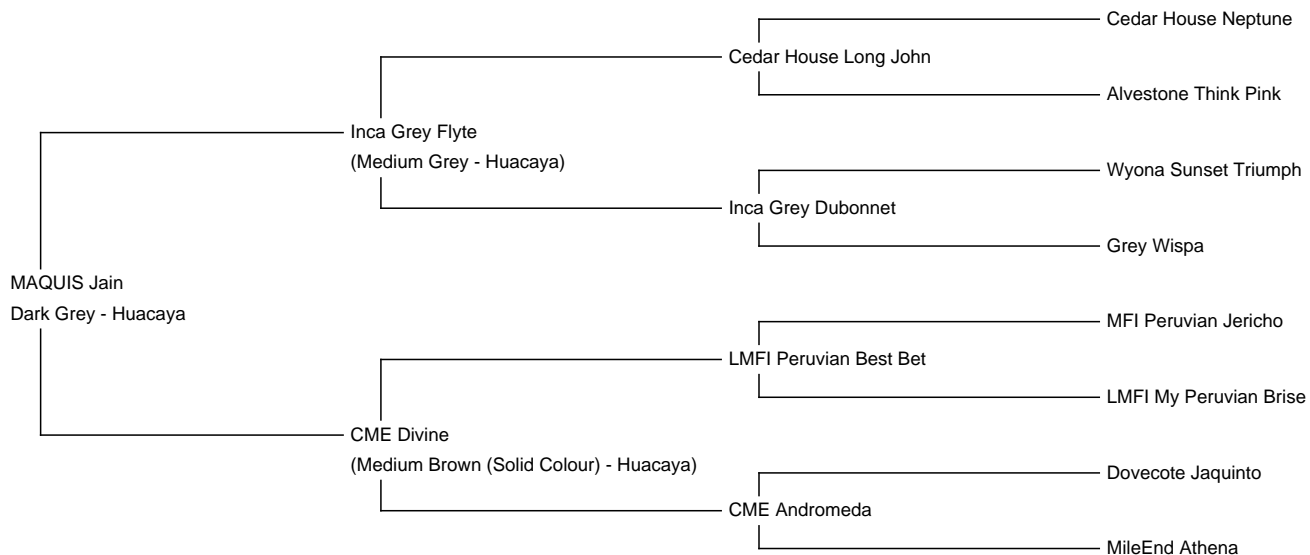 Cedar House Neptune
Cedar House Long John
Alvestone Think Pink
Inca Grey Flyte
(Medium Grey - Huacaya)
Wyona Sunset Triumph
Inca Grey Dubonnet
Grey Wispa
MAQUIS Jain
Dark Grey - Huacaya
MFI Peruvian Jericho
LMFI Peruvian Best Bet
LMFI My Peruvian Brise
CME Divine
(Medium Brown (Solid Colour) - Huacaya)
Dovecote Jaquinto
CME Andromeda
MileEnd Athena